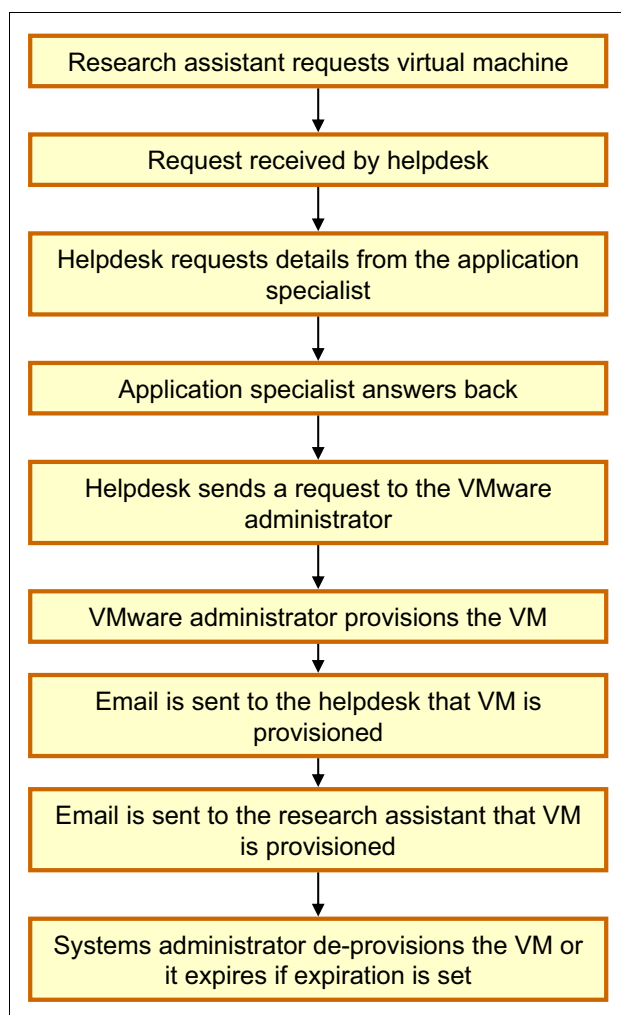 Research assistant requests virtual machine
Request received by helpdesk
Helpdesk requests details from the application
specialist
Application specialist answers back
Helpdesk sends a request to the VMware
administrator
VMware administrator provisions the VM
Email is sent to the helpdesk that VM is
provisioned
Email is sent to the research assistant that VM
is provisioned
Systems administrator de-provisions the VM or
it expires if expiration is set